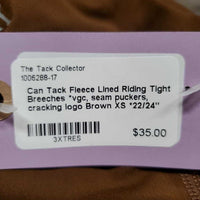 The Tack Collector
1006288-17
Can Tack Fleece Lined Riding Tight
Breeches *vgc, seam puckers,
cracking logo Brown XS *22/24"
$35.00
3XTRES